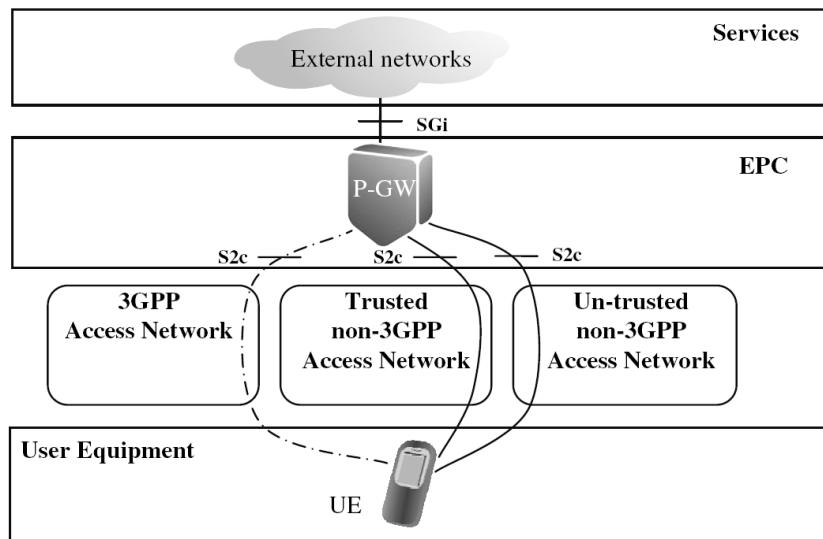 Services
External networks
SGi
EPC
P-GW
S2c
S2c
S2c
3GPP
Access Network
Trusted
non-3GPP
Access Network
Un-trusted
non-3GPP
Access Network
User Equipment
UE